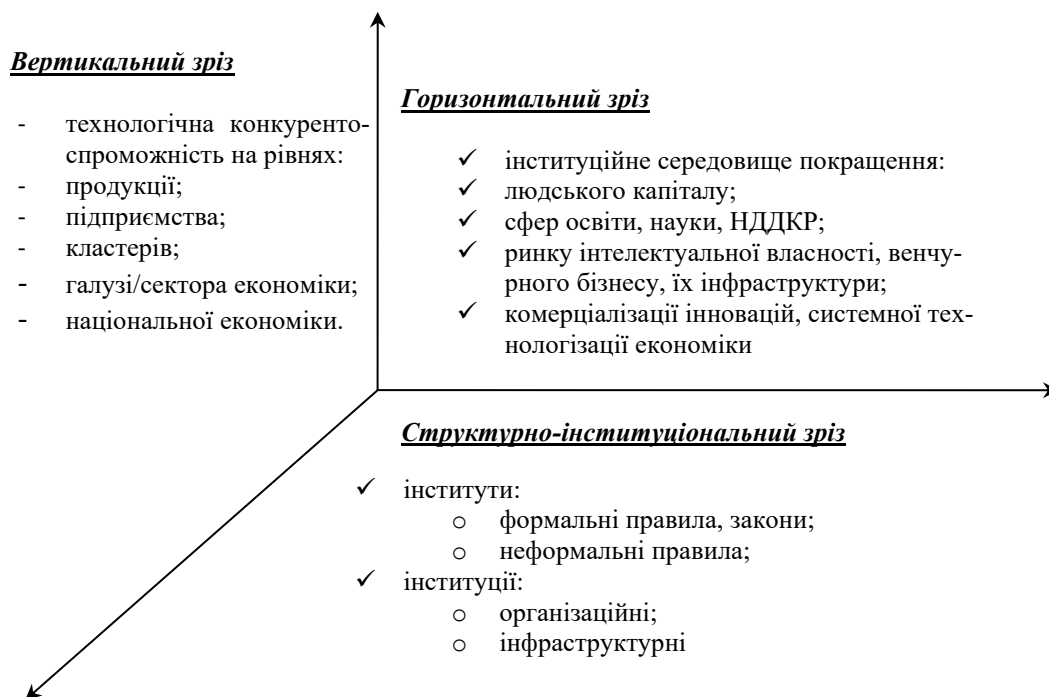 Вертикальний зріз
- технологічна конкуренто-
спроможність на рівнях:
- продукції;
- підприємства;
- кластерів;
- галузі/сектора економіки;
- національної економіки.
Горизонтальний зріз
✓ інституційне середовище покращення:
✓ людського капіталу;
✓ сфер освіти, науки, НДДКР;
✓ ринку інтелектуальної власності, венчу-
рного бізнесу, їх інфраструктури;
✓ комерціалізації інновацій, системної тех-
нологізації економіки
Структурно-інституціональний зріз
✓ інститути:
o формальні правила, закони;
o неформальні правила;
✓ інституції:
o організаційні;
o інфраструктурні